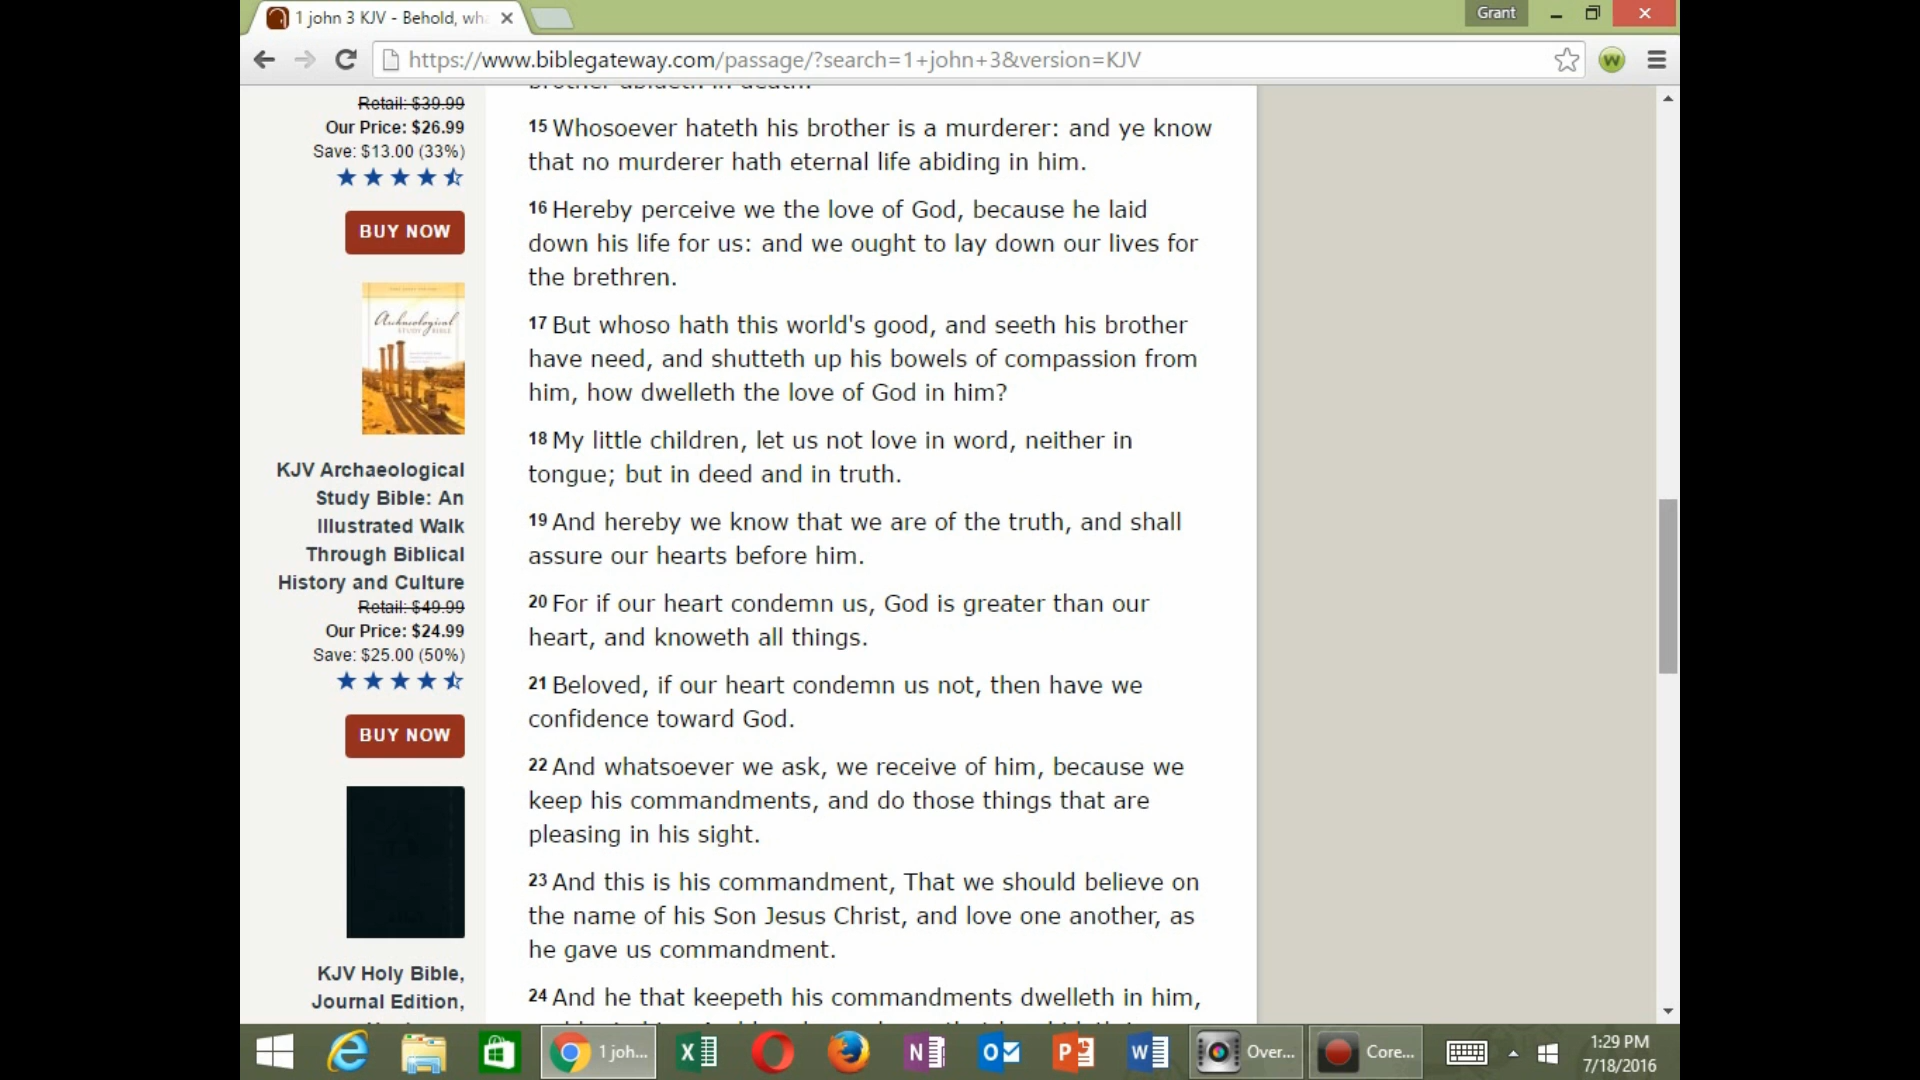 1 john 3 KJV - Behold, wh
Grant
https://www.biblegateway.com/passage/?search=1+john+3&version=KJV
W
Retail: $39.99
Our Price: $26.99
Save: $13.00 (33%)
BUY NOW
Archaeological
STUDY BIBLE
KJV Archaeological
Study Bible: An
Illustrated Walk
Through Biblical
History and Culture
Retail: $49.99
Our Price: $24.99
Save: $25.00 (50%)
BUY NOW
KJV Holy Bible,
Journal Edition,
brother abideth in death.
15 Whosoever hateth his brother is a murderer: and ye know
that no murderer hath eternal life abiding in him.
16 Hereby perceive we the love of God, because he laid
down his life for us: and we ought to lay down our lives for
the brethren.
17 But whoso hath this world's good, and seeth his brother
have need, and shutteth up his bowels of compassion from
him, how dwelleth the love of God in him?
18 My little children, let us not love in word, neither in
tongue; but in deed and in truth.
19 And hereby we know that we are of the truth, and shall
assure our hearts before him.
20 For if our heart condemn us, God is greater than our
heart, and knoweth all things.
21 Beloved, if our heart condemn us not, then have we
confidence toward God.
22 And whatsoever we ask, we receive of him, because we
keep his commandments, and do those things that are
pleasing in his sight.
23 And this is his commandment, That we should believe on
the name of his Son Jesus Christ, and love one another, as
he gave us commandment.
24 And he that keepeth his commandments dwelleth in him,
1 joh...
Over...
Core...
1:29 PM
7/18/2016